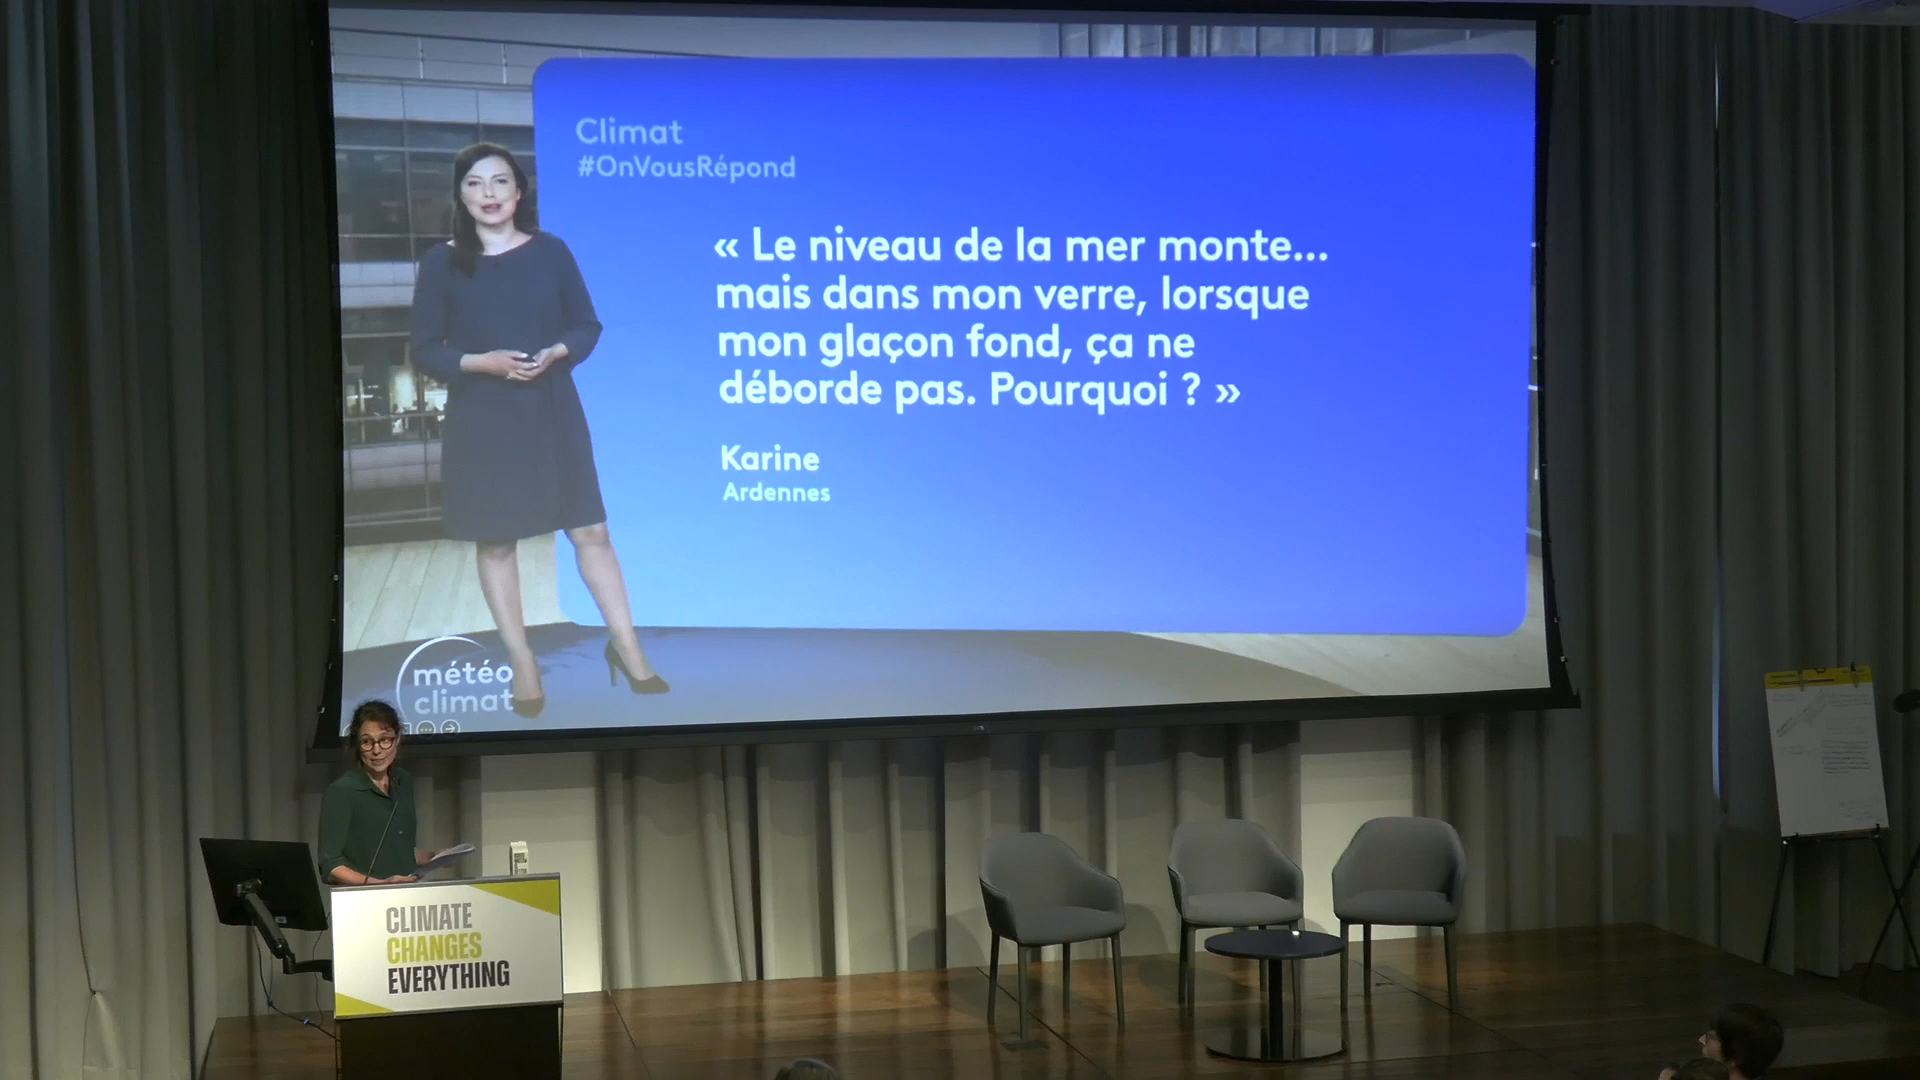 Climat
#OnVousRépond
« Le niveau de la mer monte...
mais dans mon verre, lorsque
mon glaçon fond, ça ne
déborde pas. Pourquoi ? »
Karine
Ardennes
météo
climat
CLIMATE
CHANGES
EVERYTHING